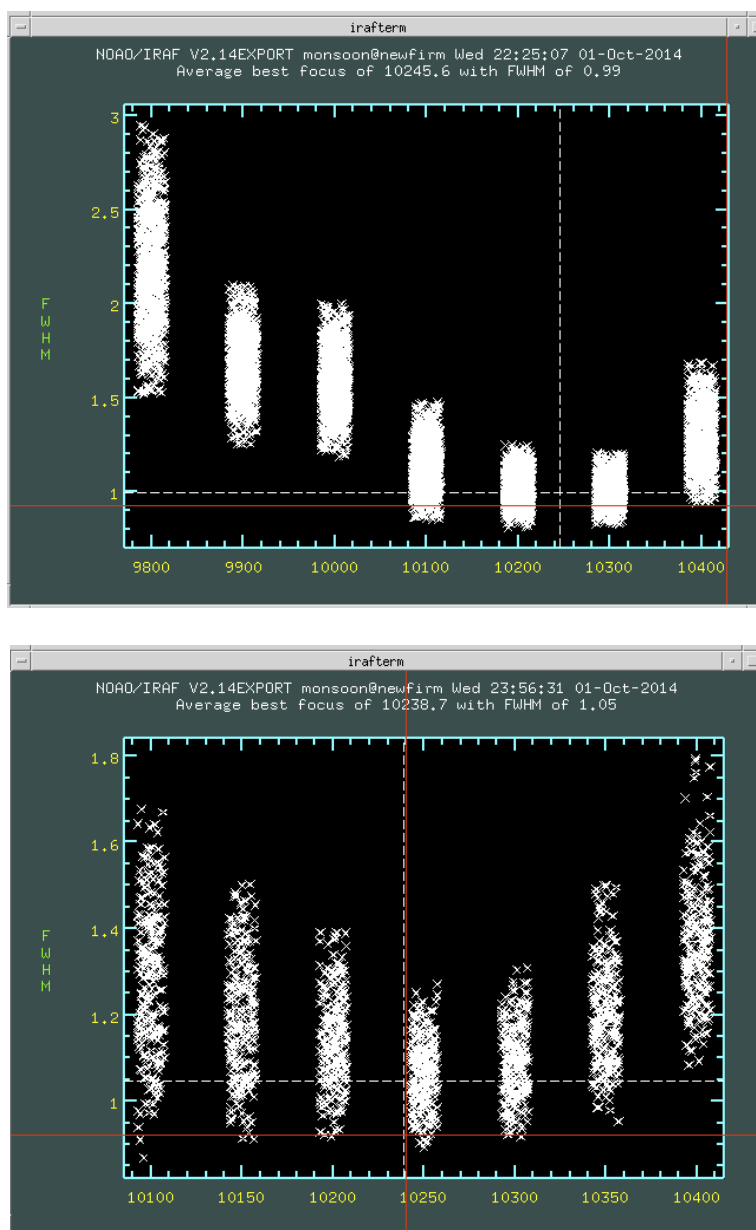 irafterm
NOAO/IRAF V2.14EXPORT monsoon@newfirm Wed 22:25:07 01-Oct-2014
Average best focus of 10245.6 with FWHM of 0.99
3
2.5
2
1.5
1
FWHM
9800 9900 10000 10100 10200 10300 10400
irafterm
NOAO/IRAF V2.14EXPORT monsoon@newfirm Wed 23:56:31 01-Oct-2014
Average best focus of 10238.7 with FWHM of 1.05
1.8
1.6
1.4
1.2
1
FWHM
10100 10150 10200 10250 10300 10350 10400